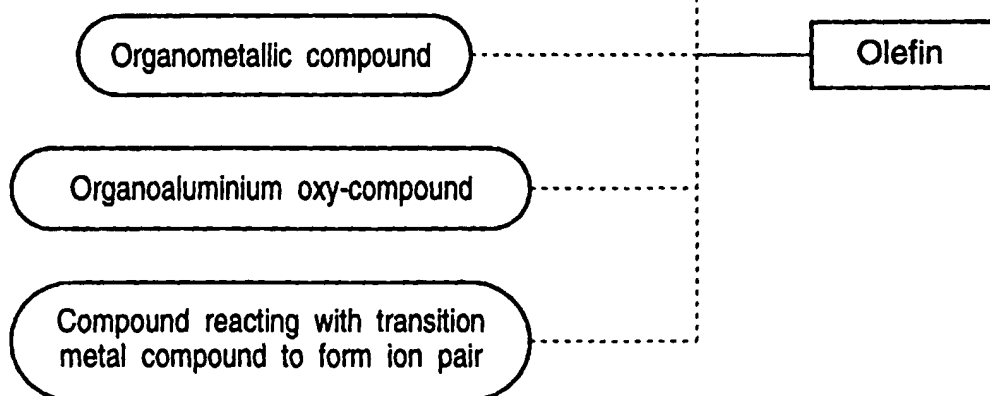 Organometallic compound
Olefin
Organoaluminium oxy-compound
Compound reacting with transition
metal compound to form ion pair